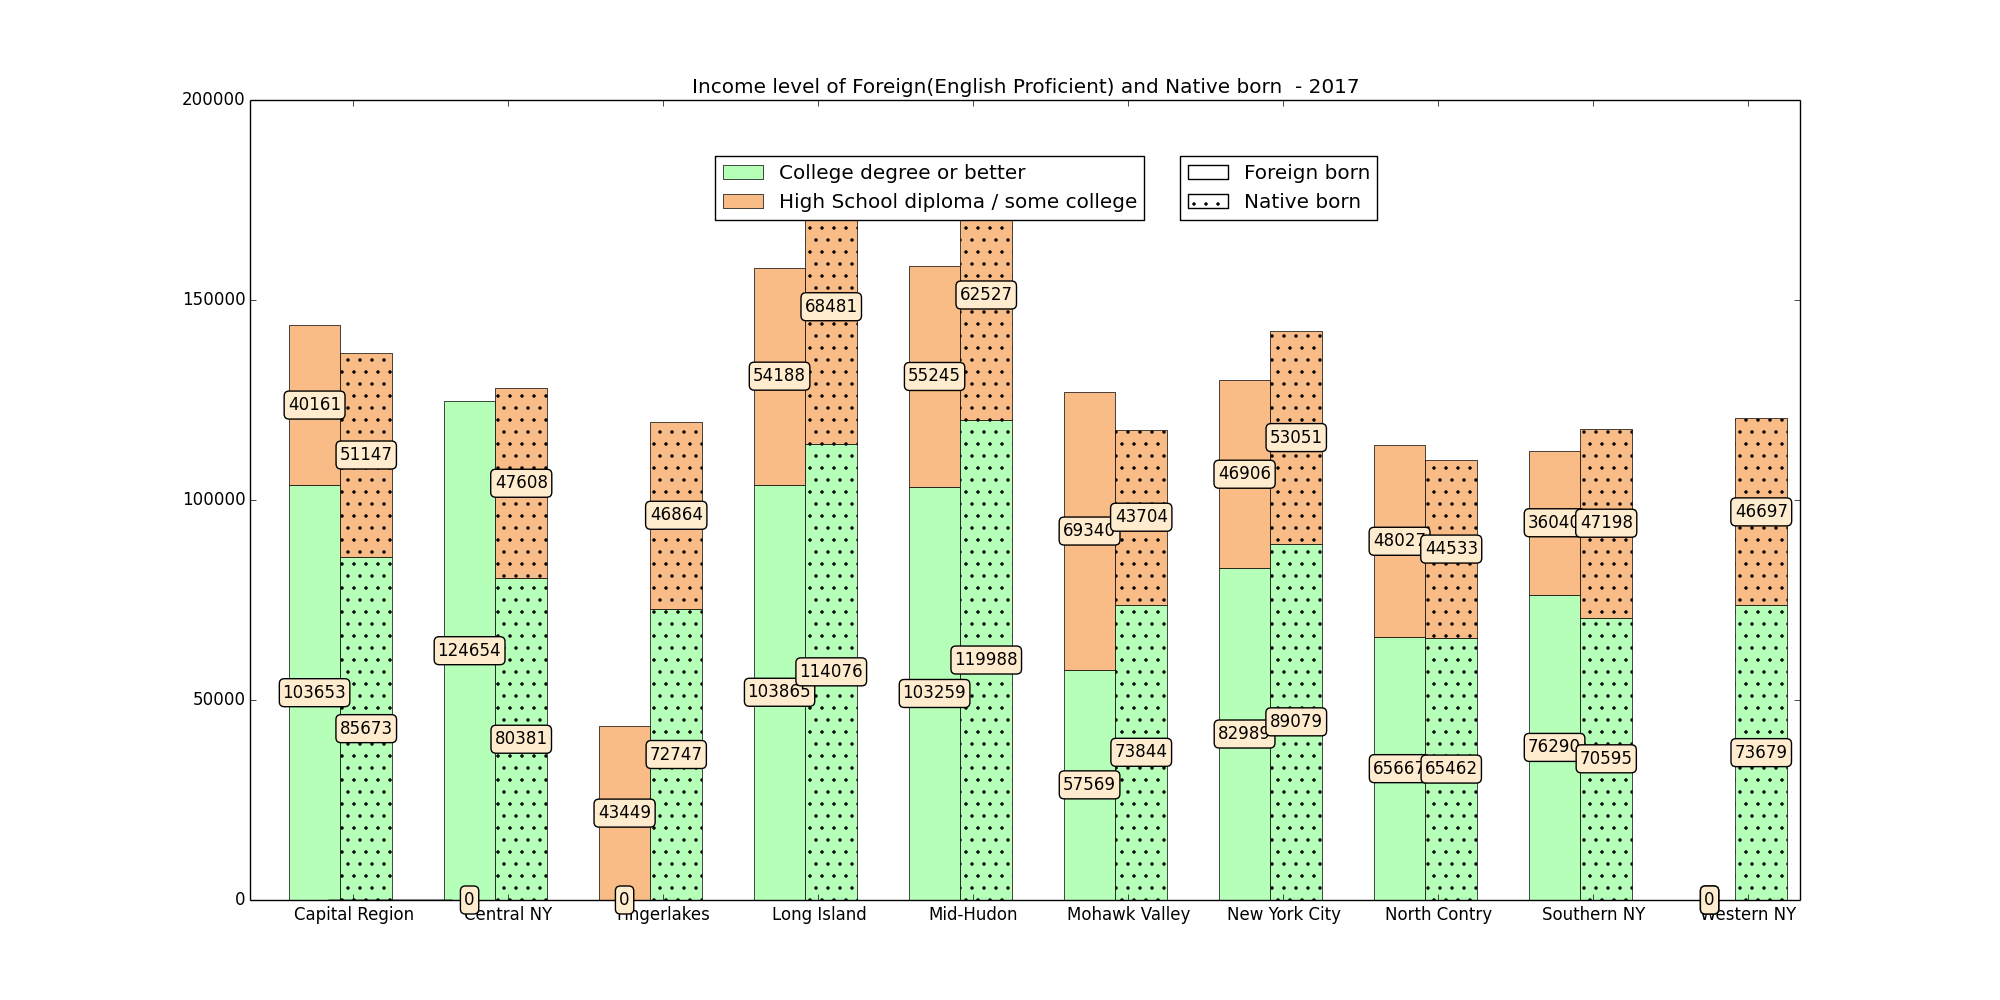 Income level of Foreign(English Proficient) and Native born - 2017
200000
150000
100000
50000
0
College degree or better
High School diploma / some college
Foreign born
Native born
40161
51147
103653
85673
47608
124654
80381
0
46864
72747
43449
0
54188
68481
103865
114076
55245
62527
103259
119988
69340
43704
57569
73844
46906
53051
82989
89079
48027
44533
65667
65462
36040
47198
76290
70595
46697
73679
0
Capital Region
Central NY
Fingerlakes
Long Island
Mid-Hudon
Mohawk Valley
New York City
North Contry
Southern NY
Western NY